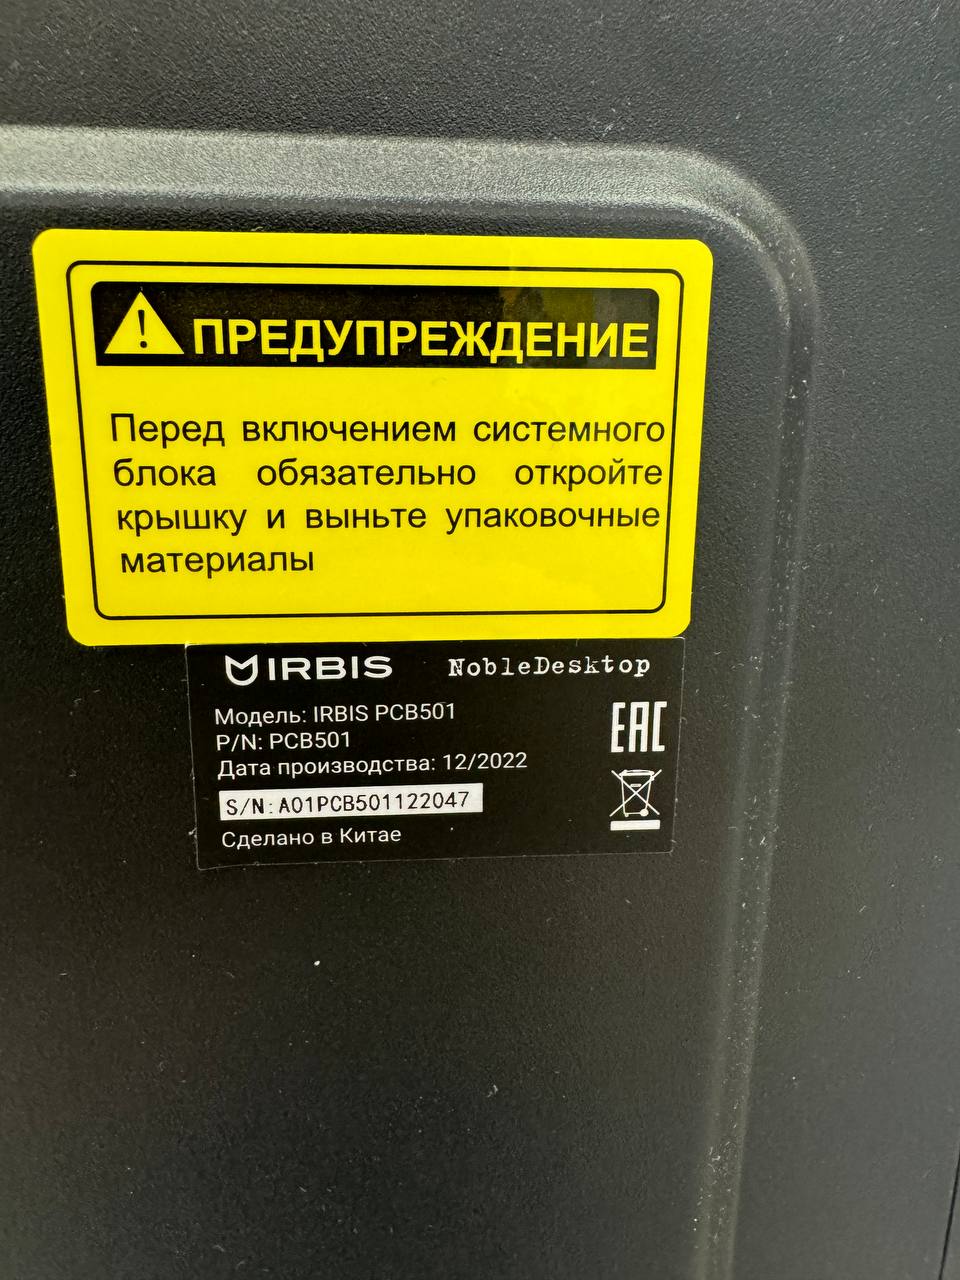 ПРЕДУПРЕЖДЕНИЕ
Перед включением системного
блока обязательно откройте
крышку и выньте упаковочные
материалы
IRBIS NobleDesktop
Модель: IRBIS PCB501
P/N: PCB501
Дата производства: 12/2022
S/N: A01PCB501122047
Сделано в Китае
EAC